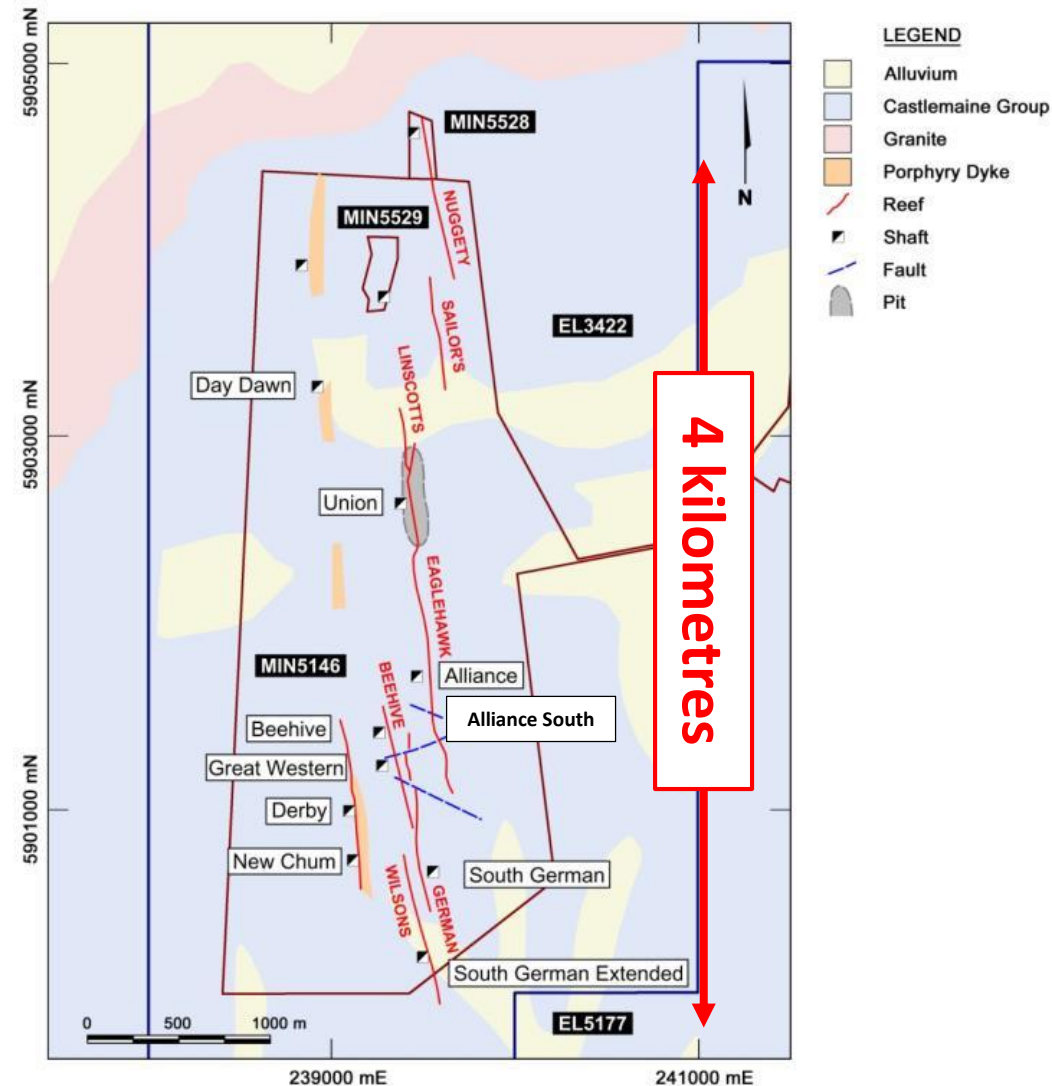 LEGEND
Alluvium
Castlemaine Group
Granite
Porphyry Dyke
Reef
Shaft
Fault
Pit
5905000 mN
5903000 mN
5901000 mN
N
MIN5528
NUGGETY
MIN5529
SAILOR'S
EL3422
LINSCOTTS
Day Dawn
4 kilometres
Union
EAGLEHAWK
MIN5146
BEEHIVE
Alliance
Alliance South
Beehive
Great Western
Derby
New Chum
WILSONS
GERMAN
South German
South German Extended
EL5177
0 500 1000 m
239000 mE
241000 mE